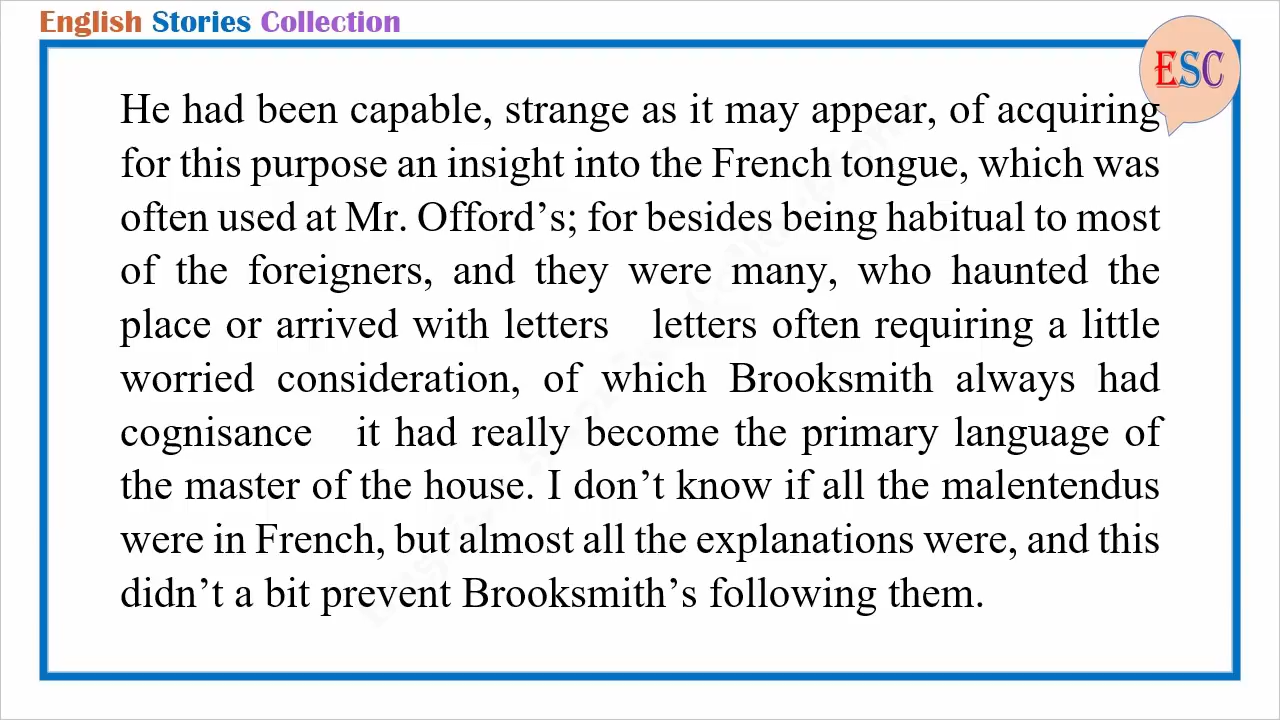 English Stories Collection
ESC
He had been capable, strange as it may appear, of acquiring
for this purpose an insight into the French tongue, which was
often used at Mr. Offord’s; for besides being habitual to most
of the foreigners, and they were many, who haunted the
place or arrived with letters letters often requiring a little
worried consideration, of which Brooksmith always had
cognisance it had really become the primary language of
the master of the house. I don’t know if all the malentendus
were in French, but almost all the explanations were, and this
didn’t a bit prevent Brooksmith’s following them.